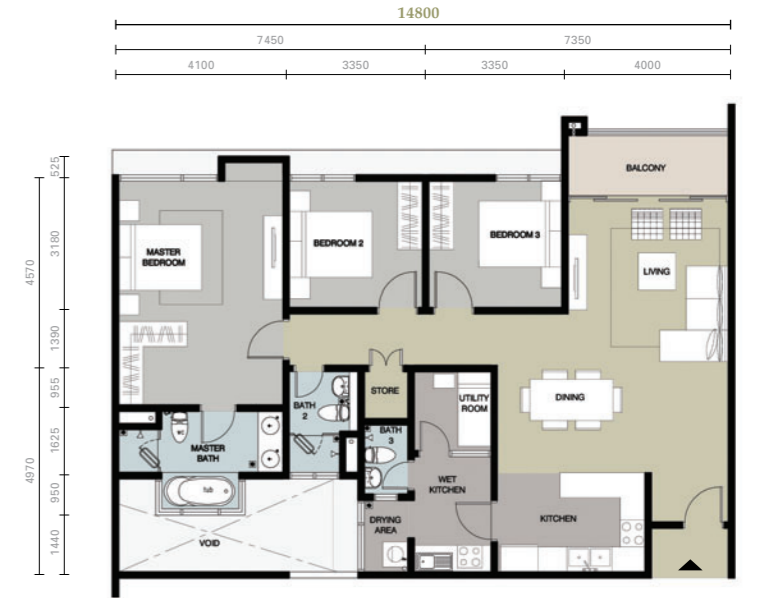 14800
7450 7350
4100 3350 3350 4000
525
3180
4570
1390
955
1625
4970
950
1440
BALCONY
MASTER
BEDROOM
BEDROOM 2
BEDROOM 3
LIVING
STORE
DINING
BATH
2
UTILITY
ROOM
BATH
3
MASTER
BATH
WET
KITCHEN
tub
KITCHEN
DRYING
AREA
VOID